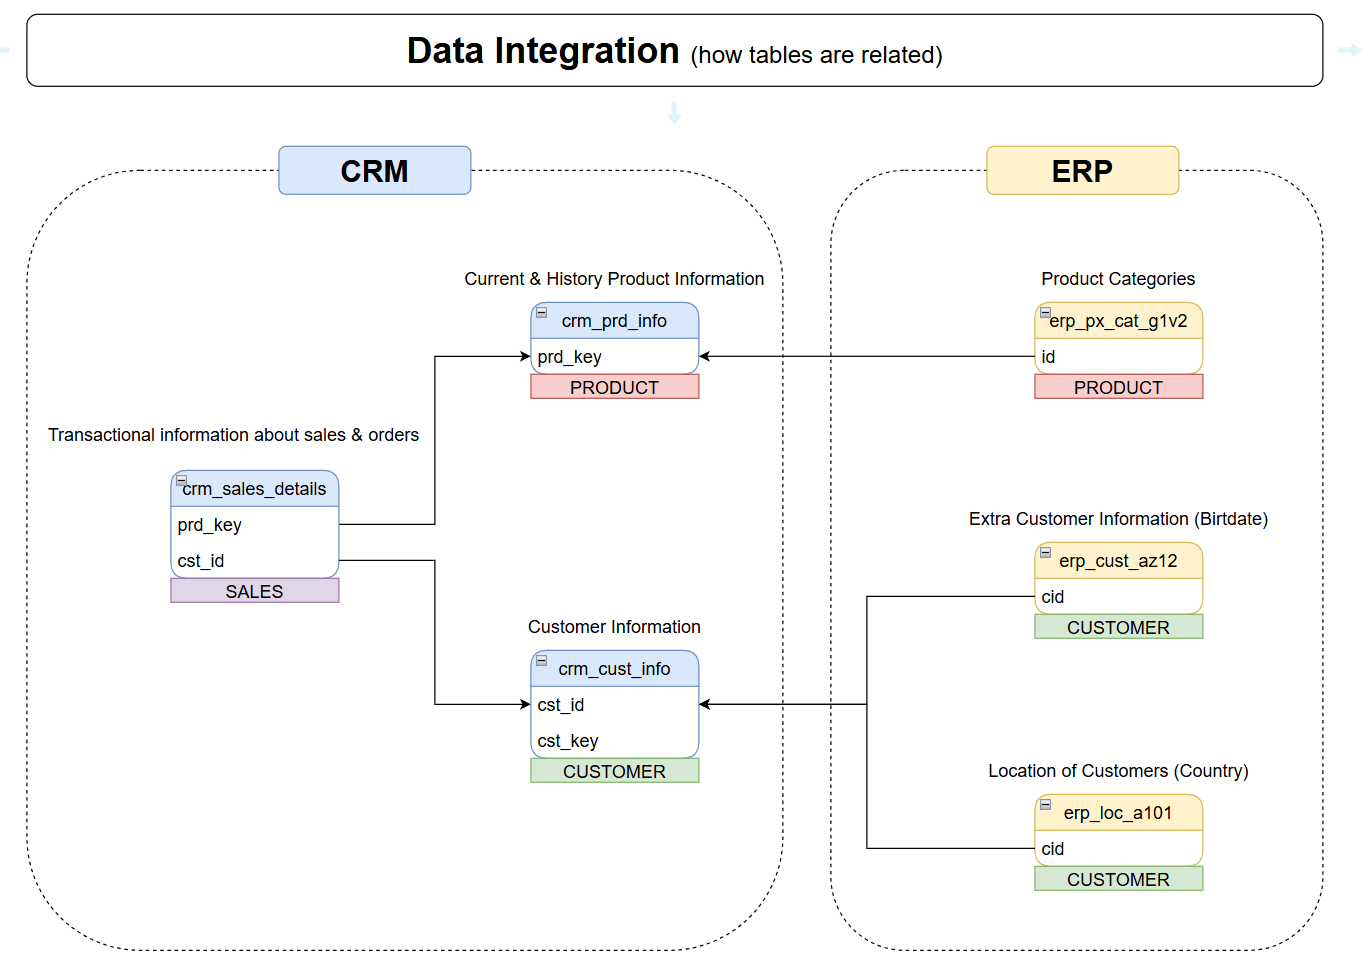 Data Integration (how tables are related)
CRM
Current & History Product Information
crm_prd_info
prd_key
PRODUCT
Transactional information about sales & orders
crm_sales_details
prd_key
cst_id
SALES
Customer Information
crm_cust_info
cst_id
cst_key
CUSTOMER
ERP
Product Categories
erp_px_cat_g1v2
id
PRODUCT
Extra Customer Information (Birtdate)
erp_cust_az12
cid
CUSTOMER
Location of Customers (Country)
erp_loc_a101
cid
CUSTOMER